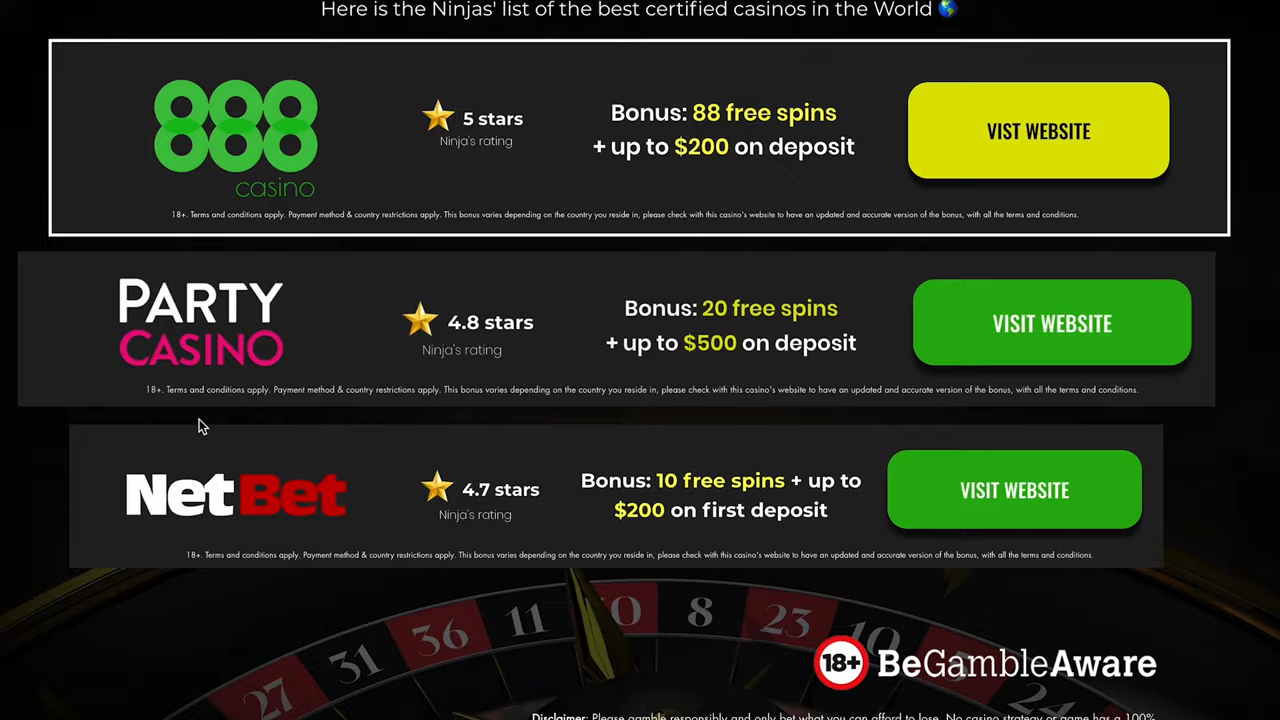 Here is the Ninjas' list of the best certified casinos in the World
888
casino
5 stars
Ninja's rating
Bonus: 88 free spins
+ up to $200 on deposit
VIST WEBSITE
18+. Terms and conditions apply. Payment method & country restrictions apply. This bonus varies depending on the country you reside in, please check with this casino's website to have an updated and accurate version of the bonus, with all the terms and conditions.
PARTY
CASINO
4.8 stars
Ninja's rating
Bonus: 20 free spins
+ up to $500 on deposit
VISIT WEBSITE
18+. Terms and conditions apply. Payment method & country restrictions apply. This bonus varies depending on the country you reside in, please check with this casino's website to have an updated and accurate version of the bonus, with all the terms and conditions.
NetBet
4.7 stars
Ninja's rating
Bonus: 10 free spins + up to
$200 on first deposit
VISIT WEBSITE
18+. Terms and conditions apply. Payment method & country restrictions apply. This bonus varies depending on the country you reside in, please check with this casino's website to have an updated and accurate version of the bonus, with all the terms and conditions.
27 31 36 11 8 23 10
18+ BeGambleAware
Disclaimer: Please gamble responsibly and only bet what you can afford to lose. No casino strategy or game has a 100%